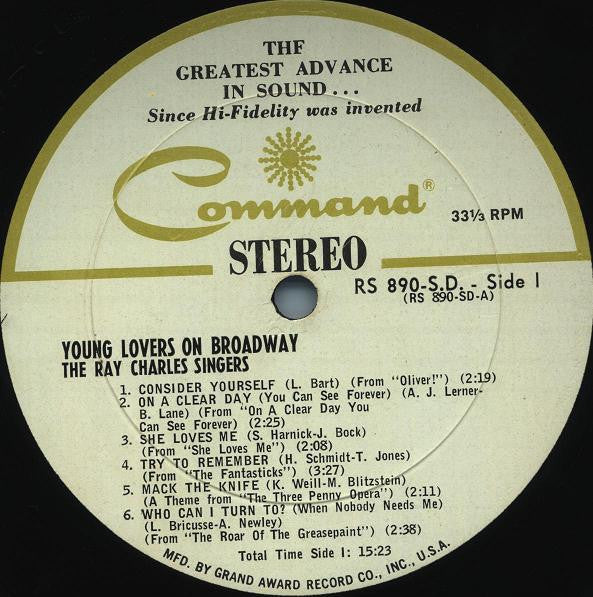 THE
GREATEST ADVANCE
IN SOUND...
Since Hi-Fidelity was invented
Command®
33⅓ RPM
STEREO
RS 890-S.D. - Side I
(RS 890-SD-A)
YOUNG LOVERS ON BROADWAY
THE RAY CHARLES SINGERS
1. CONSIDER YOURSELF (L. Bart) (From "Oliver!") (2:19)
2. ON A CLEAR DAY (You Can See Forever) (A. J. Lerner-
B. Lane) (From "On A Clear Day You
Can See Forever) (2:25)
3. SHE LOVES ME (S. Harnick-J. Bock)
(From "She Loves Me") (2:08)
4. TRY TO REMEMBER (H. Schmidt-T. Jones)
(From "The Fantasticks") (3:27)
5. MACK THE KNIFE (K. Weill-M. Blitzstein)
(A Theme from "The Three Penny Opera") (2:11)
6. WHO CAN I TURN TO? (When Nobody Needs Me)
(L. Bricusse-A. Newley)
(From "The Roar Of The Greasepaint") (2:38)
Total Time Side I: 15:23
MFD. BY GRAND AWARD RECORD CO., INC., U.S.A.